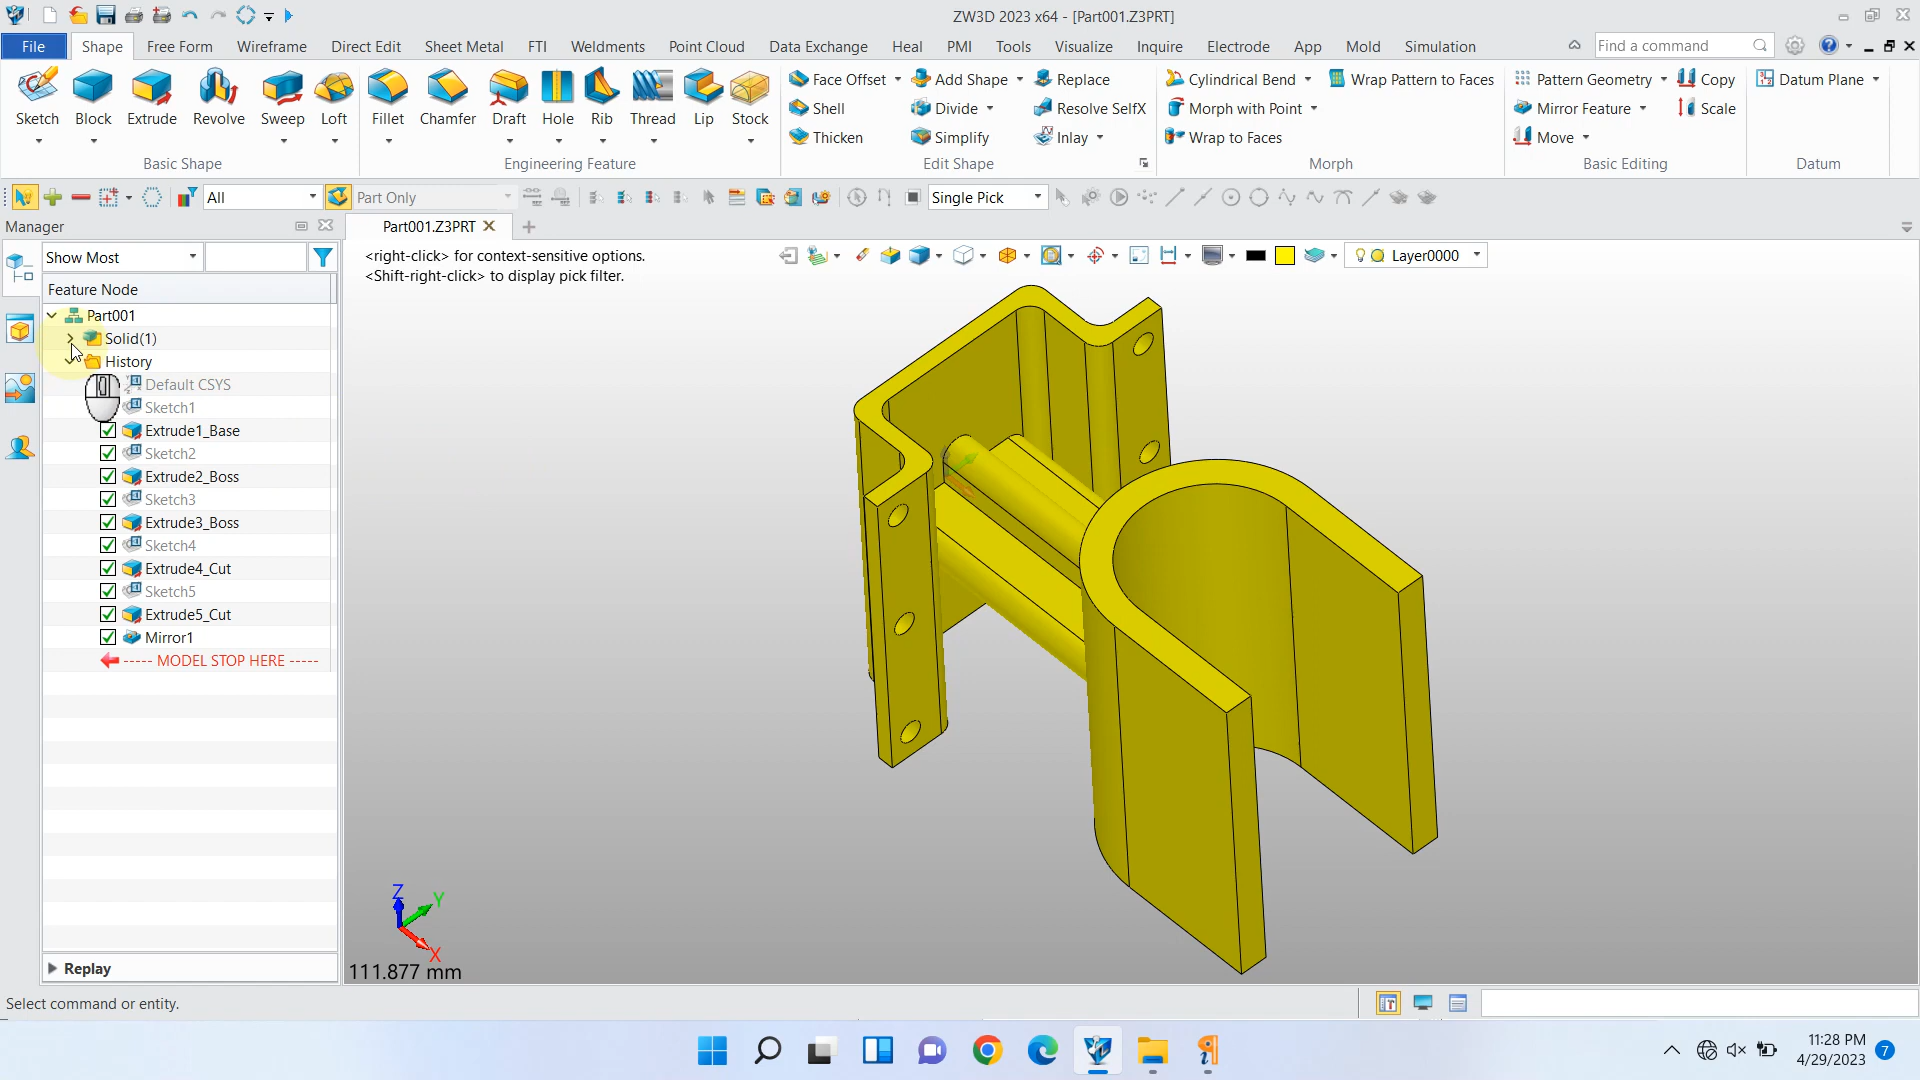 ZW3D 2023 x64 - [Part001.Z3PRT]
File Shape Free Form Wireframe Direct Edit Sheet Metal FTI Weldments Point Cloud Data Exchange Heal PMI Tools Visualize Inquire Electrode App Mold Simulation Find a command
Face Offset Add Shape Replace Cylindrical Bend Wrap Pattern to Faces Pattern Geometry Copy Datum Plane
Sketch Block Extrude Revolve Sweep Loft Fillet Chamfer Draft Hole Rib Thread Lip Stock Shell Divide Resolve SelfX Morph with Point Mirror Feature Scale
Thicken Simplify Inlay Wrap to Faces Move
Basic Shape Engineering Feature Edit Shape Morph Basic Editing Datum
All Part Only Single Pick
Manager Part001.Z3PRT
Show Most <right-click> for context-sensitive options. Layer0000
<Shift-right-click> to display pick filter.
Feature Node
Part001
Solid(1)
History
Default CSYS
Sketch1
Extrude1_Base
Sketch2
Extrude2_Boss
Sketch3
Extrude3_Boss
Sketch4
Extrude4_Cut
Sketch5
Extrude5_Cut
Mirror1
----- MODEL STOP HERE -----
Z
Y
X
Replay 111.877 mm
Select command or entity.
11:28 PM
4/29/2023 7